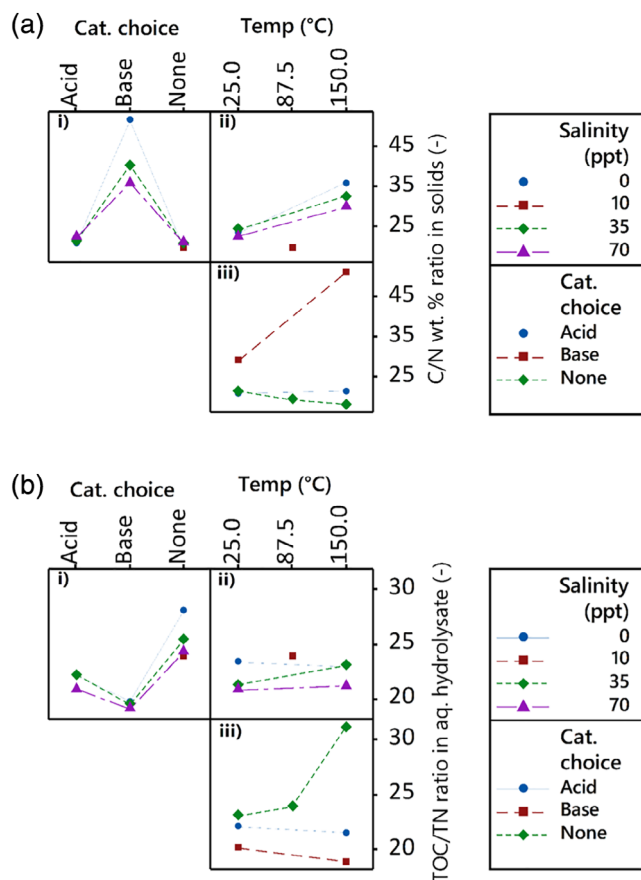 (a)
Cat. choice
Temp (°C)
Acid
Base
None
25.0
87.5
150.0
i)
ii)
45
35
25
iii)
45
35
25
C/N wt. % ratio in solids (-)
Salinity
(ppt)
0
10
35
70
Cat.
choice
Acid
Base
None
(b)
Cat. choice
Temp (°C)
Acid
Base
None
25.0
87.5
150.0
i)
ii)
30
25
20
iii)
30
25
20
TOC/TN ratio in aq. hydrolysate (-)
Salinity
(ppt)
0
10
35
70
Cat.
choice
Acid
Base
None